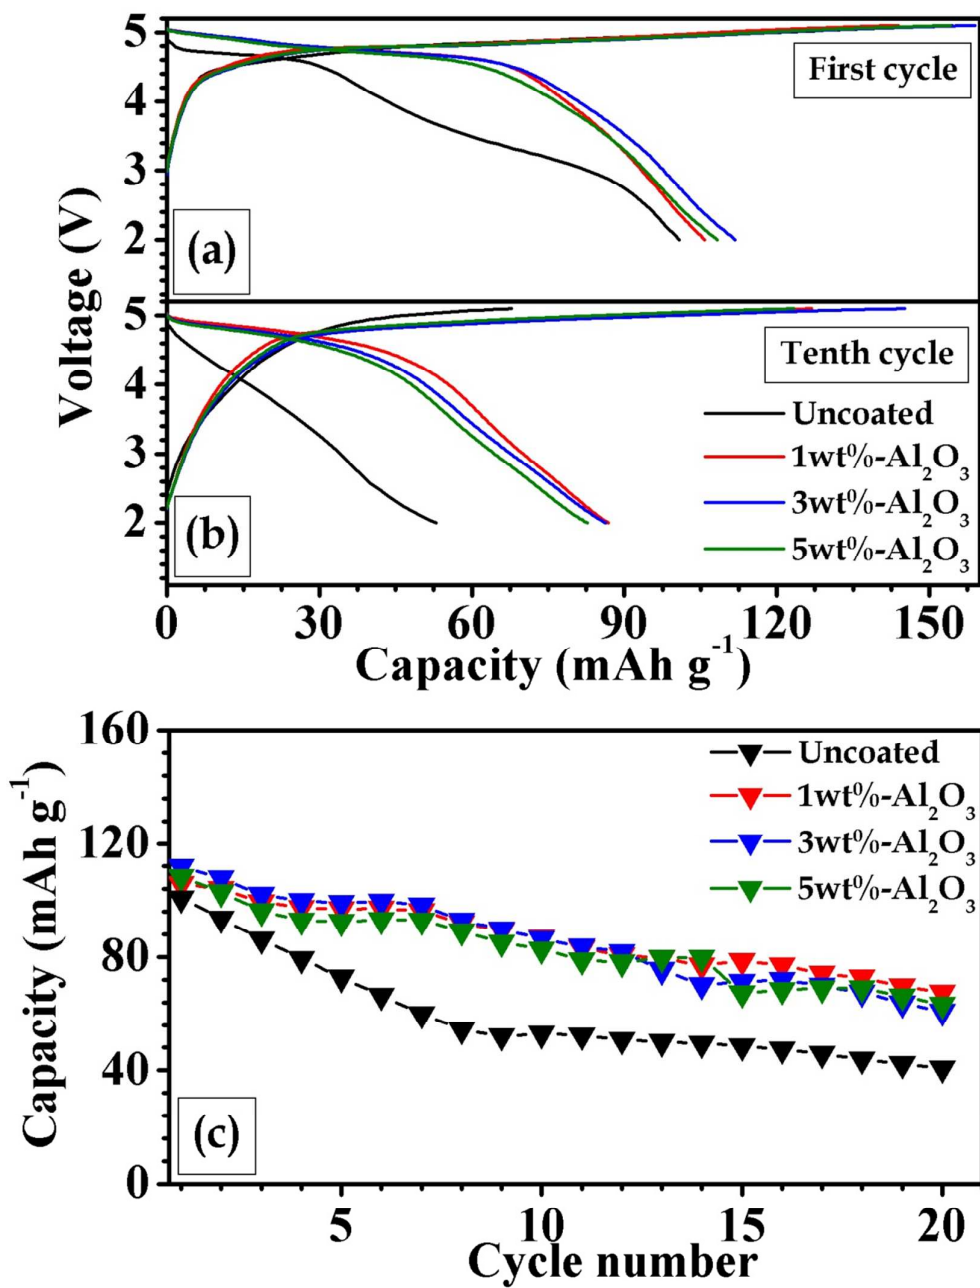 5
4
3
2
First cycle
(a)
Voltage (V)
5
4
3
2
Tenth cycle
Uncoated
1wt%-Al₂O₃
3wt%-Al₂O₃
5wt%-Al₂O₃
(b)
0 30 60 90 120 150
Capacity (mAh g⁻¹)
160
120
80
40
0
Capacity (mAh g⁻¹)
Uncoated
1wt%-Al₂O₃
3wt%-Al₂O₃
5wt%-Al₂O₃
(c)
5 10 15 20
Cycle number